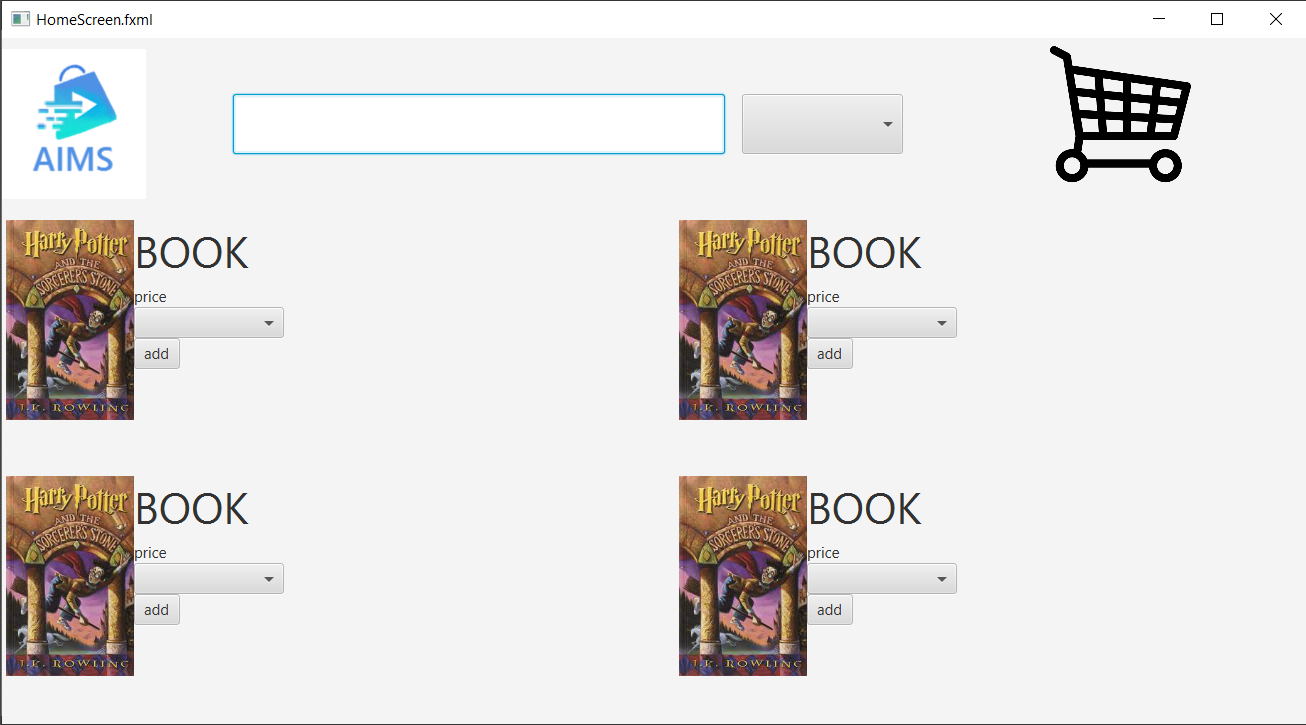 HomeScreen.fxml
AIMS
Harry Potter
AND THE
SORCERER'S STONE
J.K. ROWLING
BOOK
price
add
Harry Potter
AND THE
SORCERER'S STONE
J.K. ROWLING
BOOK
price
add
Harry Potter
AND THE
SORCERER'S STONE
J.K. ROWLING
BOOK
price
add
Harry Potter
AND THE
SORCERER'S STONE
J.K. ROWLING
BOOK
price
add